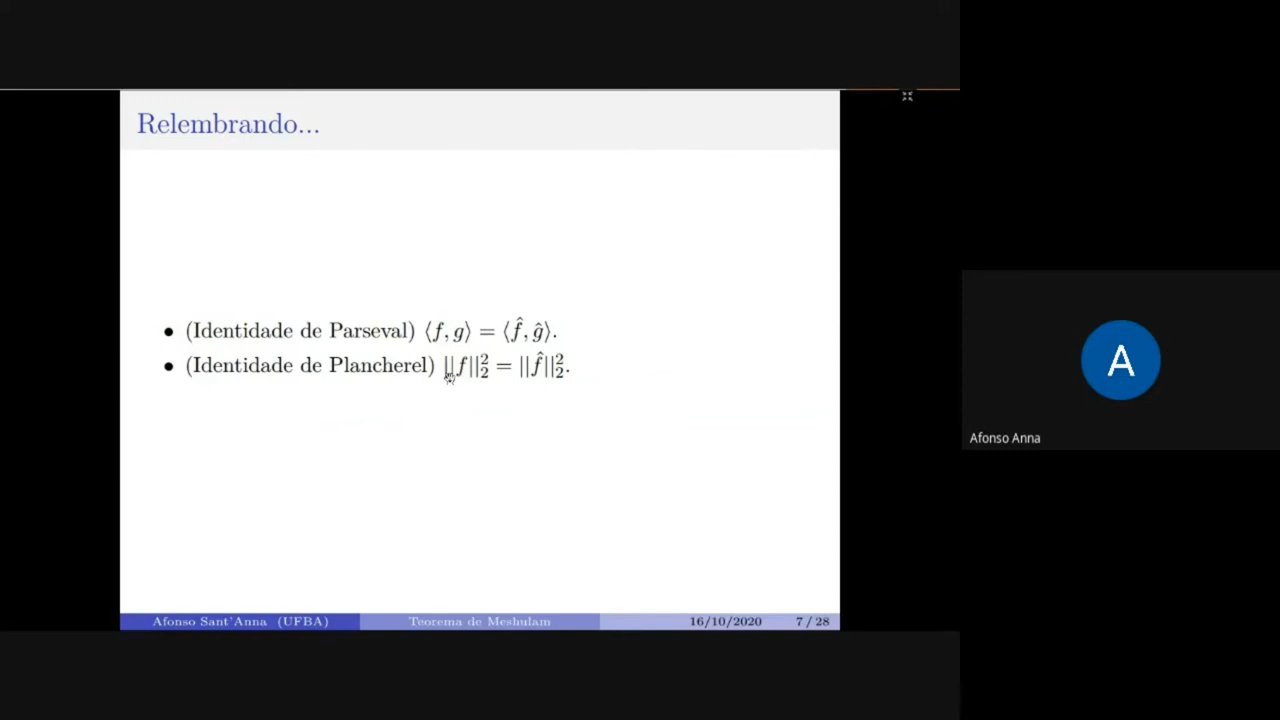 Relembrando...
• (Identidade de Parseval) ⟨f, g⟩ = ⟨f̂, ĝ⟩.
• (Identidade de Plancherel) ||f||₂² = ||f̂||₂².
Afonso Sant'Anna (UFBA) Teorema de Meshulam 16/10/2020 7 / 28
A
Afonso Anna